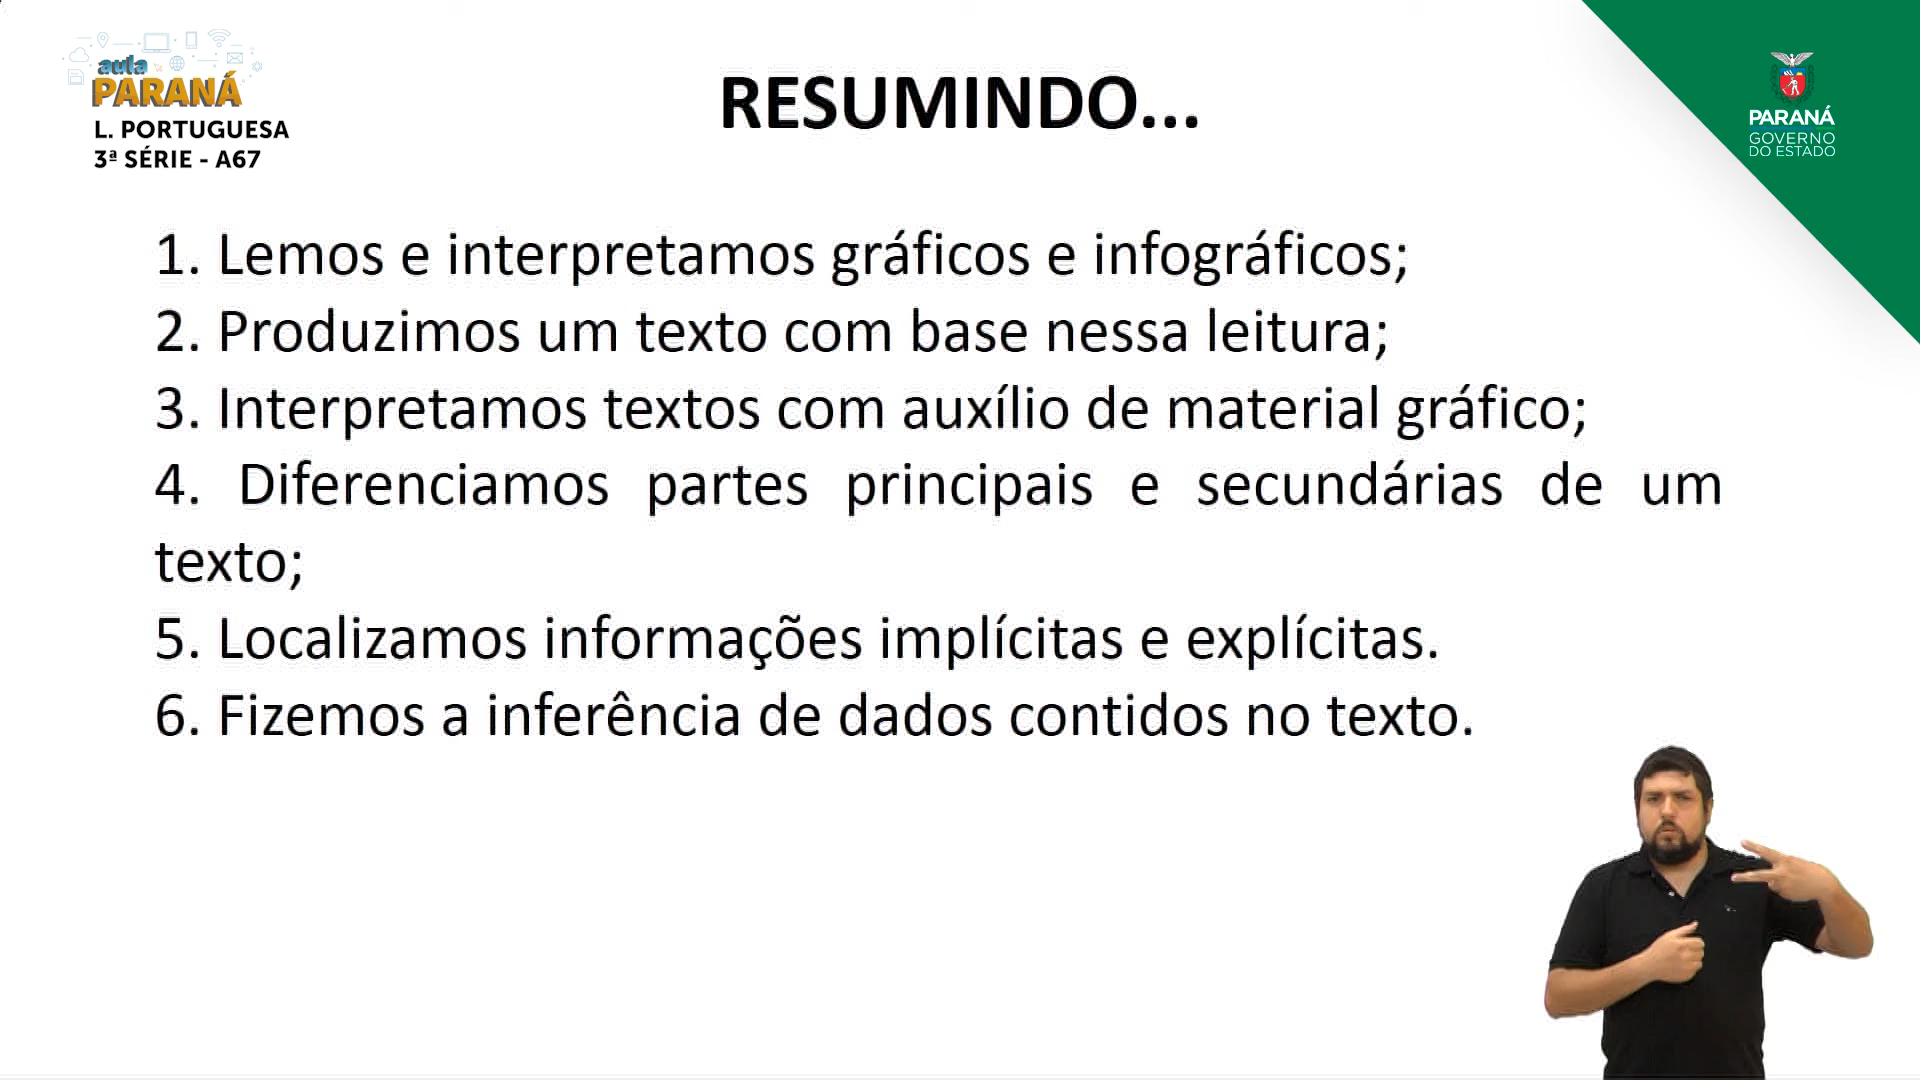 aula
PARANÁ
L. PORTUGUESA
3ª SÉRIE - A67
RESUMINDO...
PARANÁ
GOVERNO
DO ESTADO
1. Lemos e interpretamos gráficos e infográficos;
2. Produzimos um texto com base nessa leitura;
3. Interpretamos textos com auxílio de material gráfico;
4. Diferenciamos partes principais e secundárias de um
texto;
5. Localizamos informações implícitas e explícitas.
6. Fizemos a inferência de dados contidos no texto.